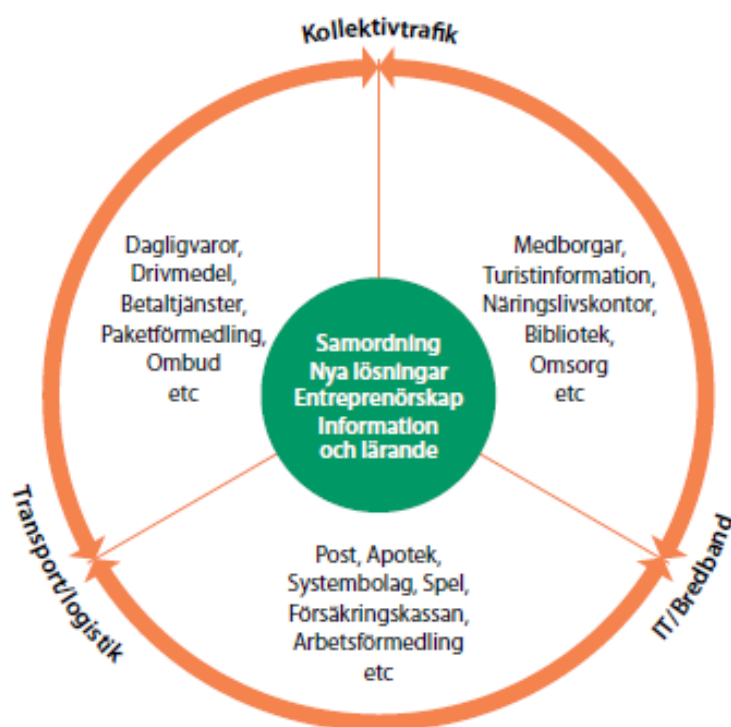 Kollektivtrafik
Dagligvaror,
Drivmedel,
Betaltjänster,
Paketförmedling,
Ombud
etc
Medborgar,
Turistinformation,
Näringslivskontor,
Bibliotek,
Omsorg
etc
Samordning
Nya lösningar
Entreprenörskap
Information
och lärande
Transport/logistik
IT/Bredband
Post, Apotek,
Systembolag, Spel,
Försäkringskassan,
Arbetsförmedling
etc